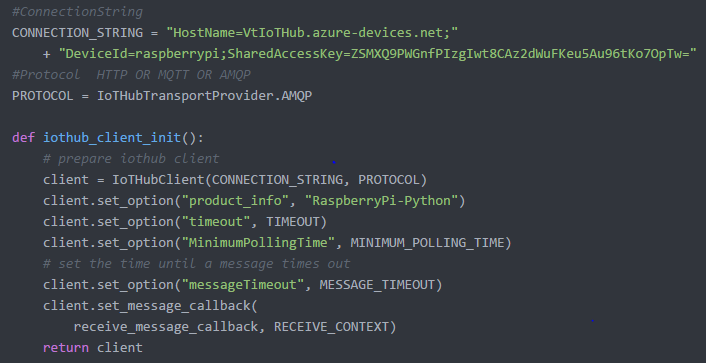 #ConnectionString
CONNECTION_STRING = "HostName=VtIoTHub.azure-devices.net;"
    + "DeviceId=raspberrypi;SharedAccessKey=ZSMXQ9PWGnfPIzgIwt8CAz2dWuFKeu5Au96tKo7OpTw="
#Protocol  HTTP OR MQTT OR AMQP
PROTOCOL = IoTHubTransportProvider.AMQP

def iothub_client_init():
    # prepare iothub client
    client = IoTHubClient(CONNECTION_STRING, PROTOCOL)
    client.set_option("product_info", "RaspberryPi-Python")
    client.set_option("timeout", TIMEOUT)
    client.set_option("MinimumPollingTime", MINIMUM_POLLING_TIME)
    # set the time until a message times out
    client.set_option("messageTimeout", MESSAGE_TIMEOUT)
    client.set_message_callback(
        receive_message_callback, RECEIVE_CONTEXT)
    return client